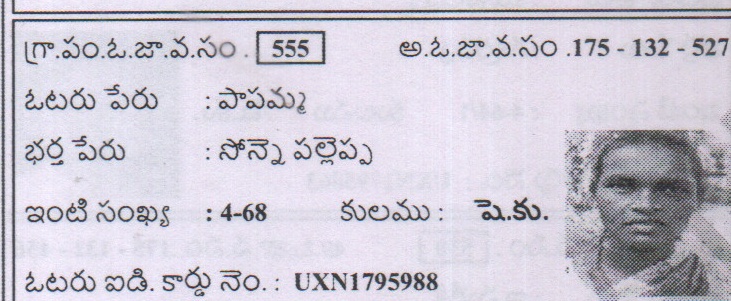 గ్రా.పం.ఓ.జా.వ.సం . 555 అ.ఓ.జా.వ.సం .175 - 132 - 527
ఓటరు పేరు : పాపమ్మ
భర్త పేరు : సోన్నె పల్లెప్ప
ఇంటి సంఖ్య : 4-68 కులము : షె.కు.
ఓటరు ఐడి. కార్డు నెం. : UXN1795988